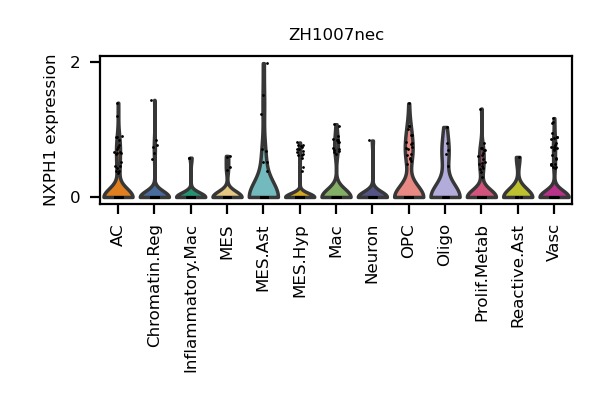 ZH1007nec
NXPH1 expression
2
0
AC
Chromatin.Reg
Inflammatory.Mac
MES
MES.Ast
MES.Hyp
Mac
Neuron
OPC
Oligo
Prolif.Metab
Reactive.Ast
Vasc